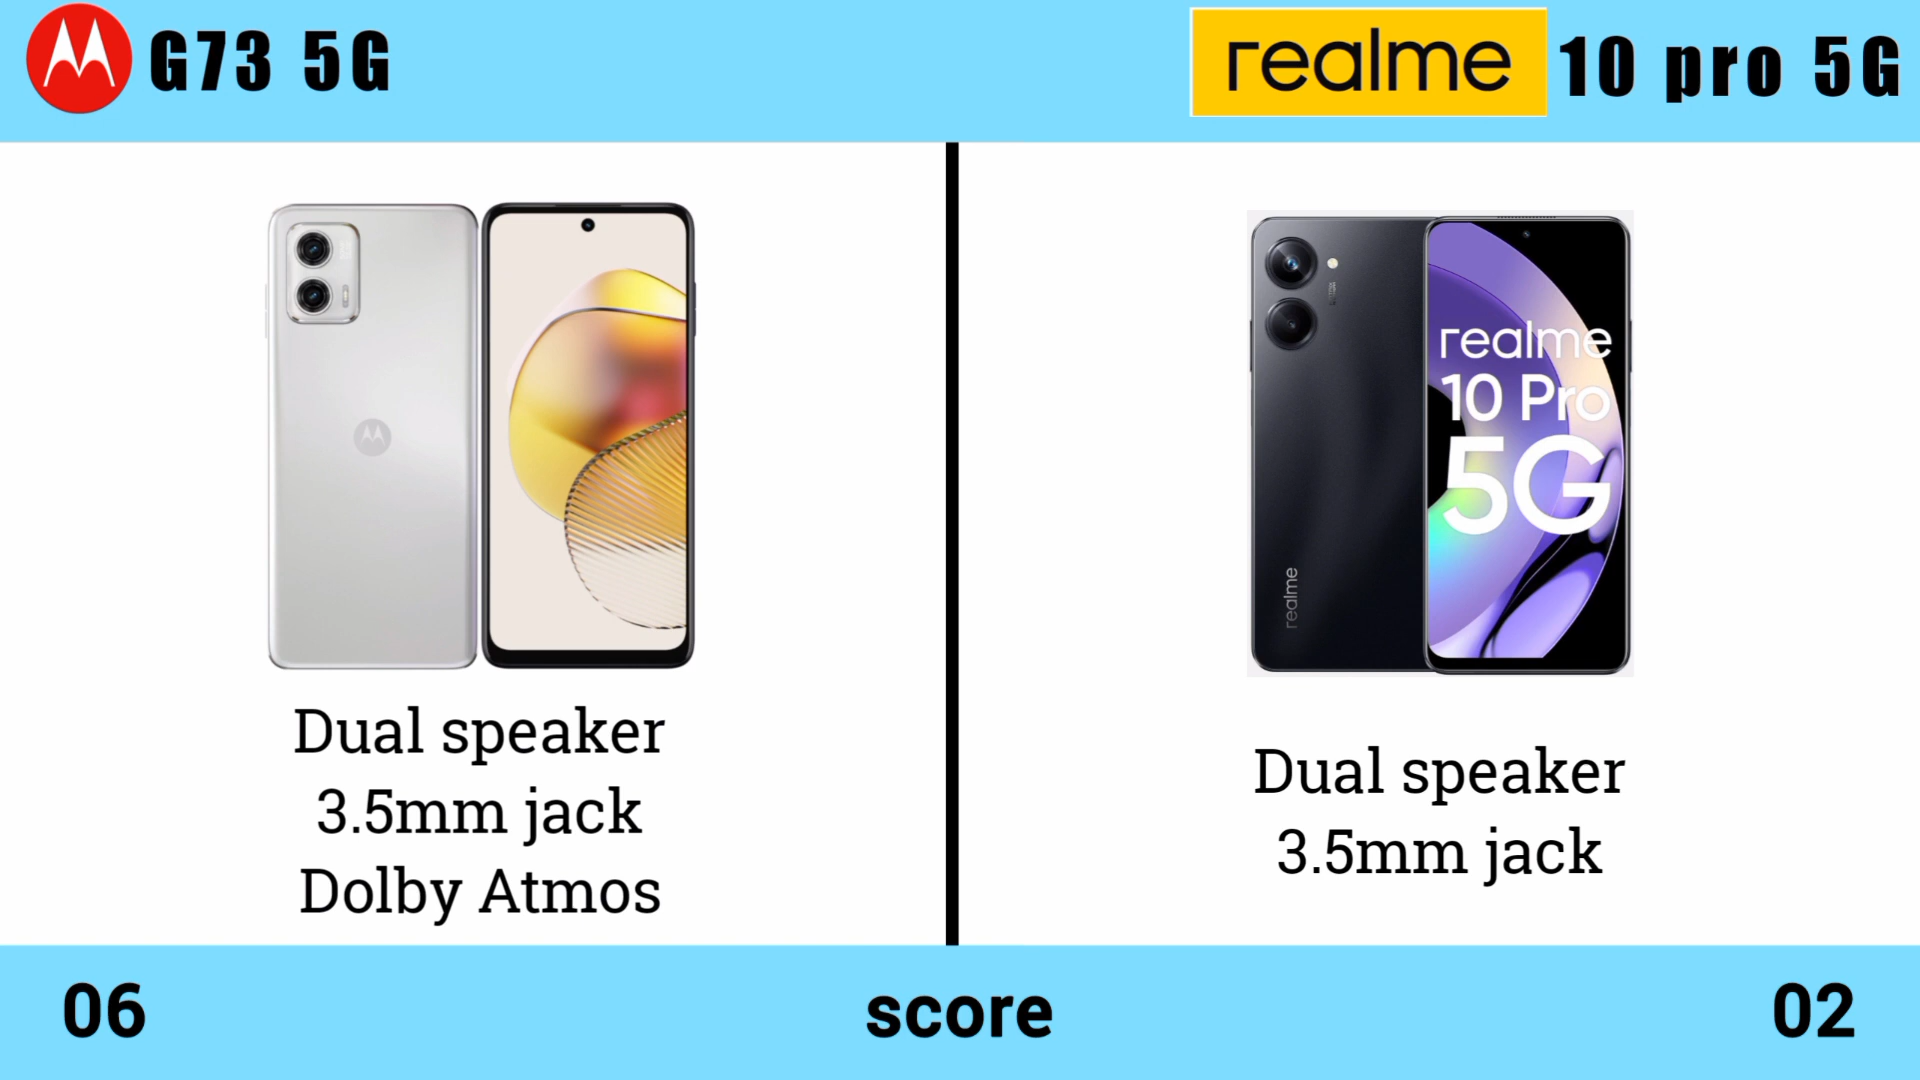 G73 5G
realme 10 pro 5G
realme
10 Pro
5G
realme
Dual speaker
3.5mm jack
Dolby Atmos
Dual speaker
3.5mm jack
06 score 02